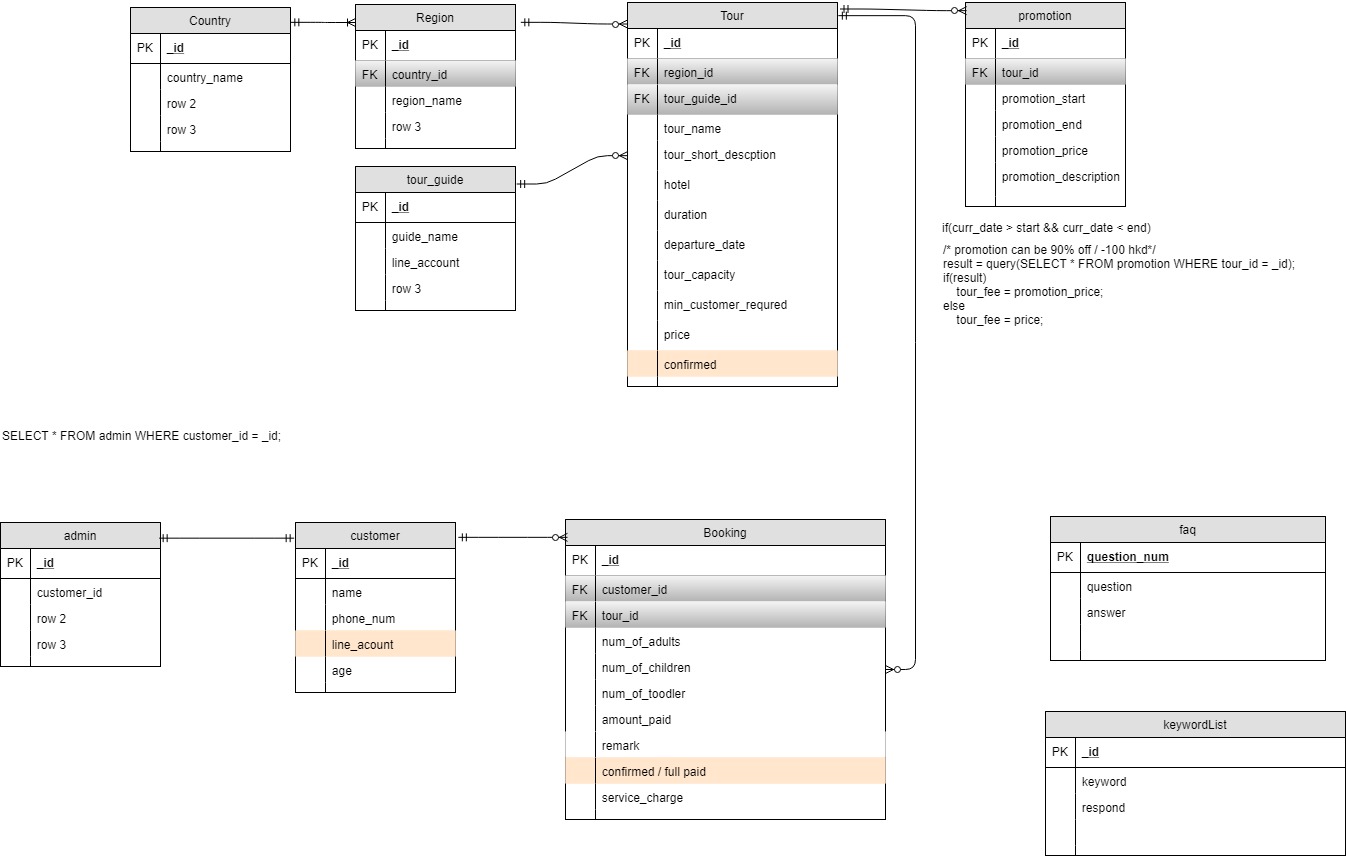 Country
PK _id
country_name
row 2
row 3
Region
PK _id
FK country_id
region_name
row 3
tour_guide
PK _id
guide_name
line_account
row 3
Tour
PK _id
FK region_id
FK tour_guide_id
tour_name
tour_short_descption
hotel
duration
departure_date
tour_capacity
min_customer_requred
price
confirmed
promotion
PK _id
FK tour_id
promotion_start
promotion_end
promotion_price
promotion_description
if(curr_date > start && curr_date < end)
/* promotion can be 90% off / -100 hkd*/
result = query(SELECT * FROM promotion WHERE tour_id = _id);
if(result)
tour_fee = promotion_price;
else
tour_fee = price;
SELECT * FROM admin WHERE customer_id = _id;
admin
PK _id
customer_id
row 2
row 3
customer
PK _id
name
phone_num
line_acount
age
Booking
PK _id
FK customer_id
FK tour_id
num_of_adults
num_of_children
num_of_toodler
amount_paid
remark
confirmed / full paid
service_charge
faq
PK question_num
question
answer
keywordList
PK _id
keyword
respond